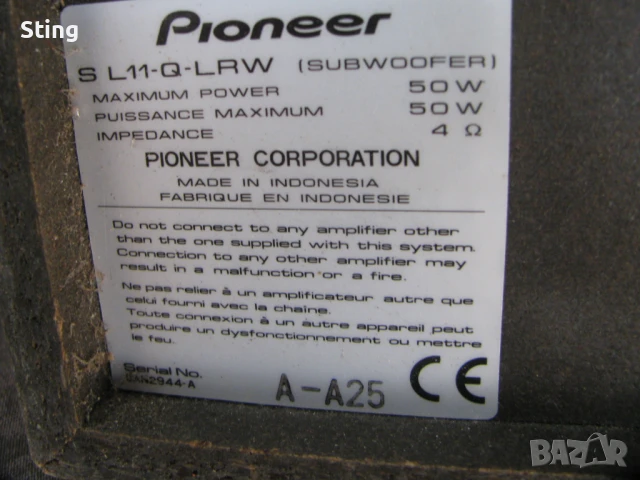 Sting
Pioneer
S L11-Q-LRW (SUBWOOFER)
MAXIMUM POWER 50W
PUISSANCE MAXIMUM 50W
IMPEDANCE 4 Ω
PIONEER CORPORATION
MADE IN INDONESIA
FABRIQUE EN INDONESIE
Do not connect to any amplifier other
than the one supplied with this system.
Connection to any other amplifier may
result in a malfunction or a fire.
Ne pas relier à un amplificateur autre que
celui fourni avec la chaîne.
Toute connexion à un autre appareil peut
produire un dysfonctionnement ou mettre
le feu.
Serial No.
A-A25 CE
BAZAR